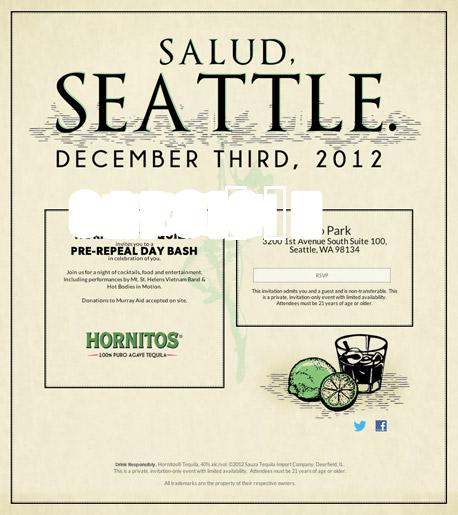 SALUD,
SEATTLE.
DECEMBER THIRD, 2012
invites you to a
PRE-REPEAL DAY BASH
in celebration of you.
Join us for a night of cocktails, food and entertainment.
Including performances by Mt. St. Helens Vietnam Band &
Hot Bodies in Motion.
Donations to Murray Aid accepted on site.
HORNITOS®
100% PURO AGAVE TEQUILA
Park
3200 1st Avenue South Suite 100,
Seattle, WA 98134
RSVP
This invitation admits you and a guest and is non-transferable. This
is a private, invitation-only event with limited availability.
Attendees must be 21 years of age or older.
Drink Responsibly. Hornitos® Tequila, 40% alc./vol. ©2012 Sauza Tequila Import Company, Deerfield, IL.
This is a private, invitation-only event with limited availability. Attendees must be 21 years of age or older.
All trademarks are the property of their respective owners.